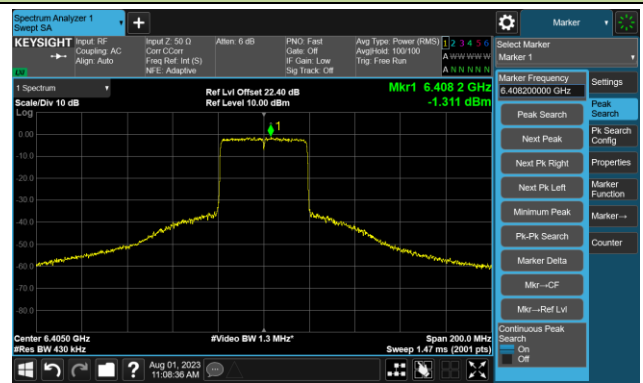 Spectrum Analyzer 1
Swept SA
Marker
KEYSIGHT
Input: RF
Coupling: AC
Align: Auto
Input Z: 50 Ω
Corr CCorr
Freq Ref: Int (S)
NFE: Adaptive
Atten: 6 dB
PNO: Fast
Gate: Off
IF Gain: Low
Sig Track: Off
Avg Type: Power (RMS)
Avg|Hold: 100/100
Trig: Free Run
1 2 3 4 5 6
A W W W W W
A N N N N N
LW
Select Marker
Marker 1
1 Spectrum
Scale/Div 10 dB
Log
Ref Lvl Offset 22.40 dB
Ref Level 10.00 dBm
Mkr1 6.408 2 GHz
-1.311 dBm
1
0.00
-10.0
-20.0
-30.0
-40.0
-50.0
-60.0
-70.0
-80.0
Center 6.4050 GHz
#Res BW 430 kHz
#Video BW 1.3 MHz*
Span 200.0 MHz
Sweep 1.47 ms (2001 pts)
Marker Frequency
6.408200000 GHz
Peak Search
Next Peak
Next Pk Right
Next Pk Left
Minimum Peak
Pk-Pk Search
Marker Delta
Mkr→CF
Mkr→Ref Lvl
Continuous Peak
Search
On
Off
Settings
Peak
Search
Pk Search
Config
Properties
Marker
Function
Marker→
Counter
?
Aug 01, 2023
11:08:36 AM